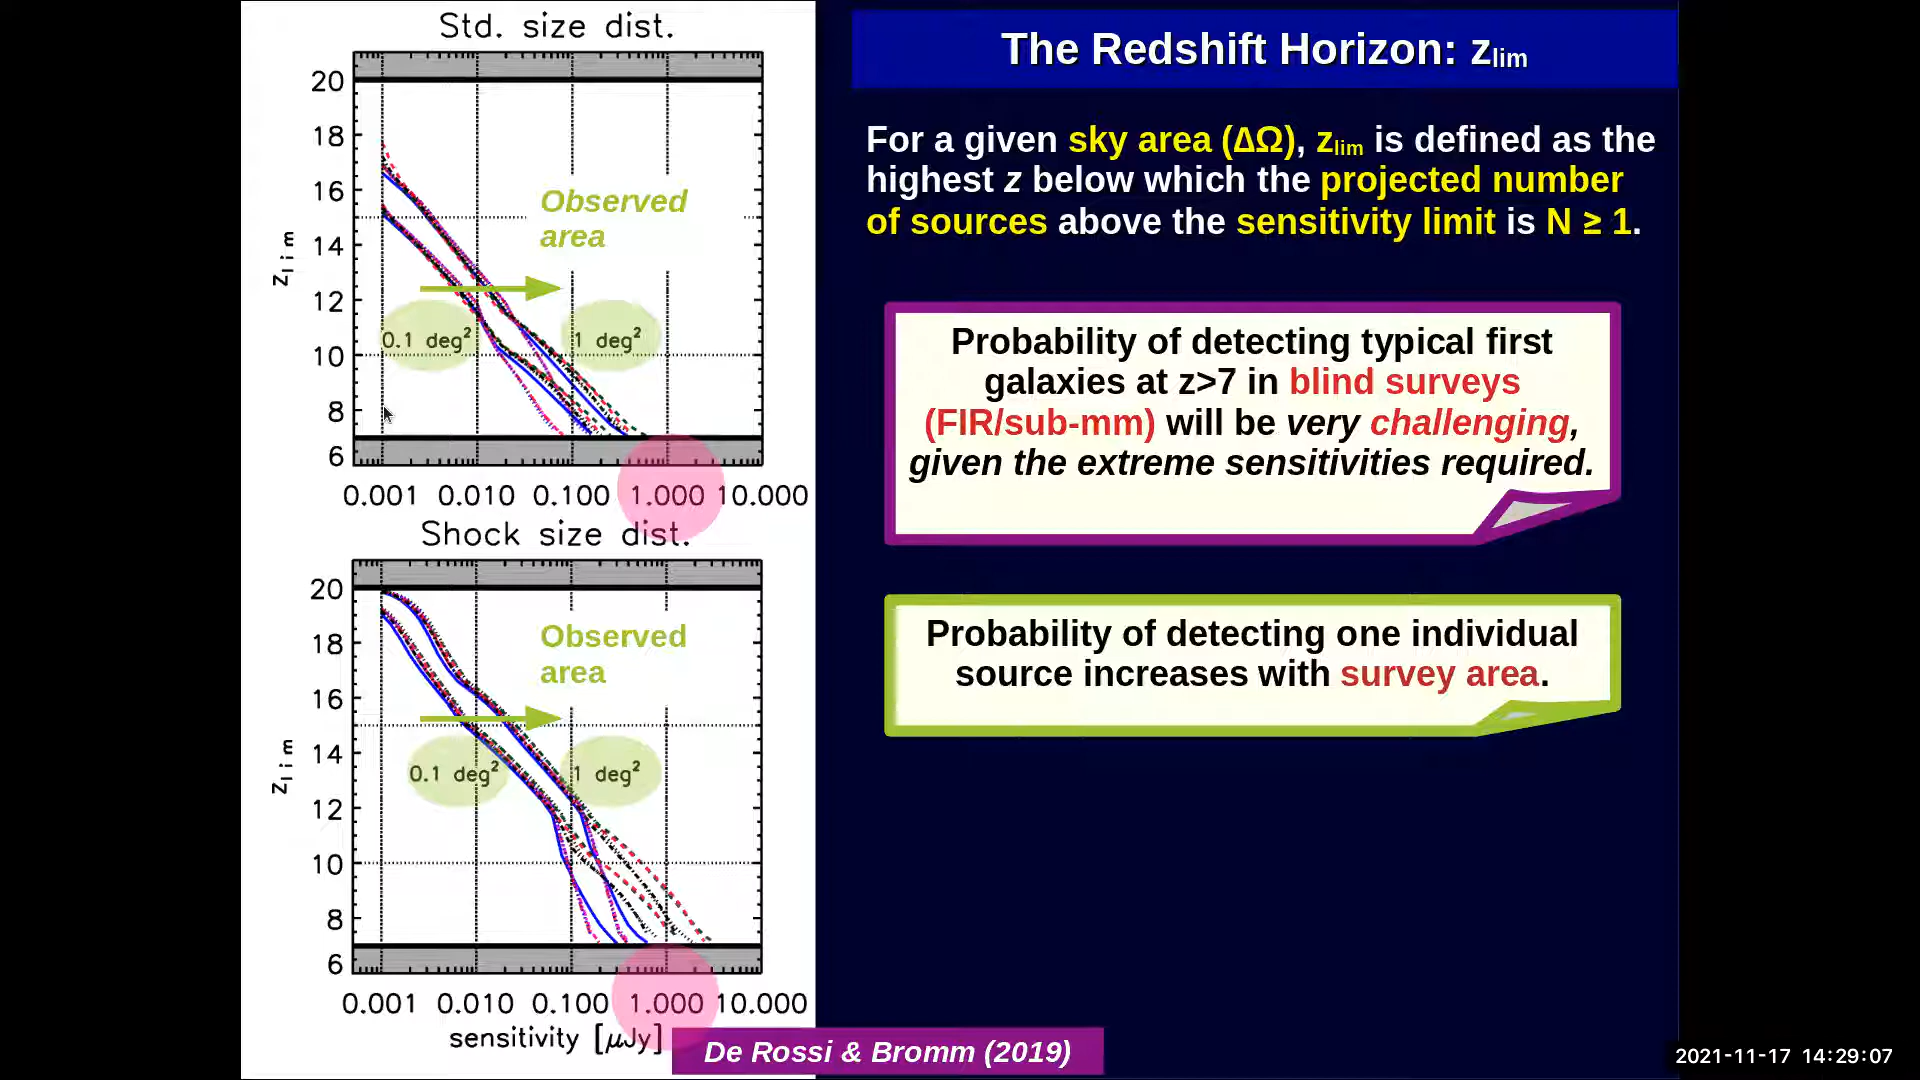 Std. size dist.
20
18
16
14
12
10
8
6
zlim
Observed
area
0.1 deg²
1 deg²
0.001 0.010 0.100 1.000 10.000
Shock size dist.
20
18
16
14
12
10
8
6
zlim
Observed
area
0.1 deg²
1 deg²
0.001 0.010 0.100 1.000 10.000
sensitivity [μJy]
The Redshift Horizon: zlim
For a given sky area (ΔΩ), zlim is defined as the
highest z below which the projected number
of sources above the sensitivity limit is N ≥ 1.
Probability of detecting typical first
galaxies at z>7 in blind surveys
(FIR/sub-mm) will be very challenging,
given the extreme sensitivities required.
Probability of detecting one individual
source increases with survey area.
De Rossi & Bromm (2019)
2021-11-17 14:29:07